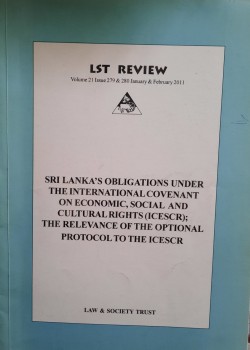 LST REVIEW
Volume 21 Issue 279 & 280 January & February 2011
SRI LANKA'S OBLIGATIONS UNDER
THE INTERNATIONAL COVENANT
ON ECONOMIC, SOCIAL AND
CULTURAL RIGHTS (ICESCR);
THE RELEVANCE OF THE OPTIONAL
PROTOCOL TO THE ICESCR
LAW & SOCIETY TRUST